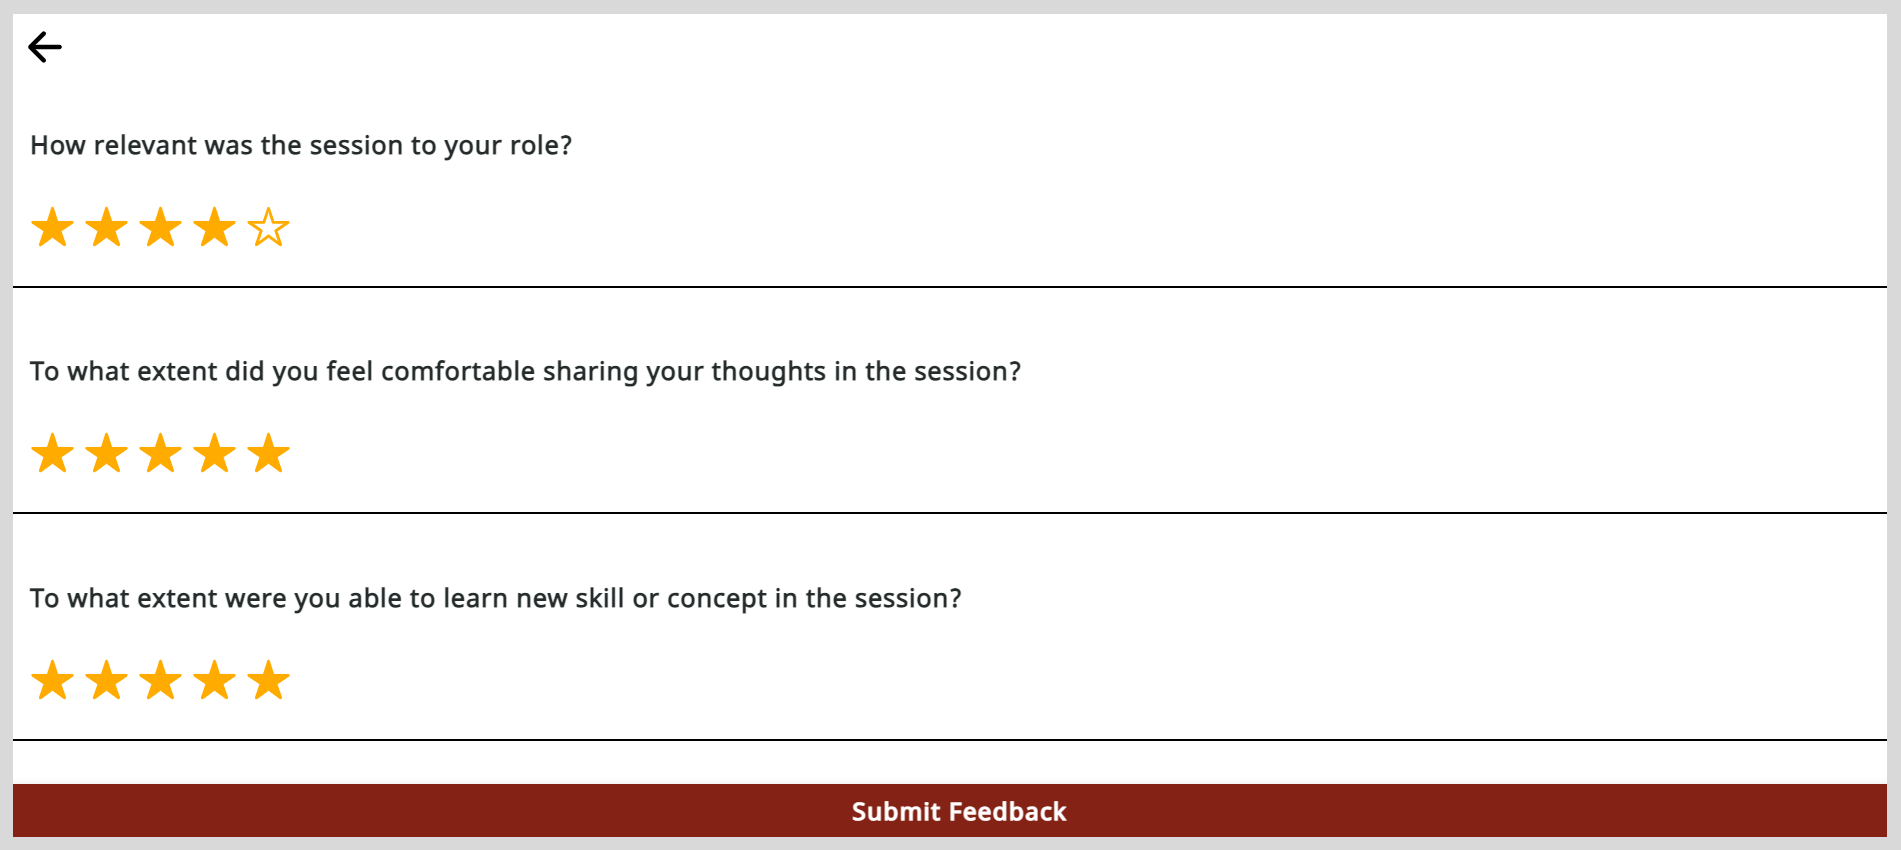 How relevant was the session to your role?
To what extent did you feel comfortable sharing your thoughts in the session?
To what extent were you able to learn new skill or concept in the session?
Submit Feedback